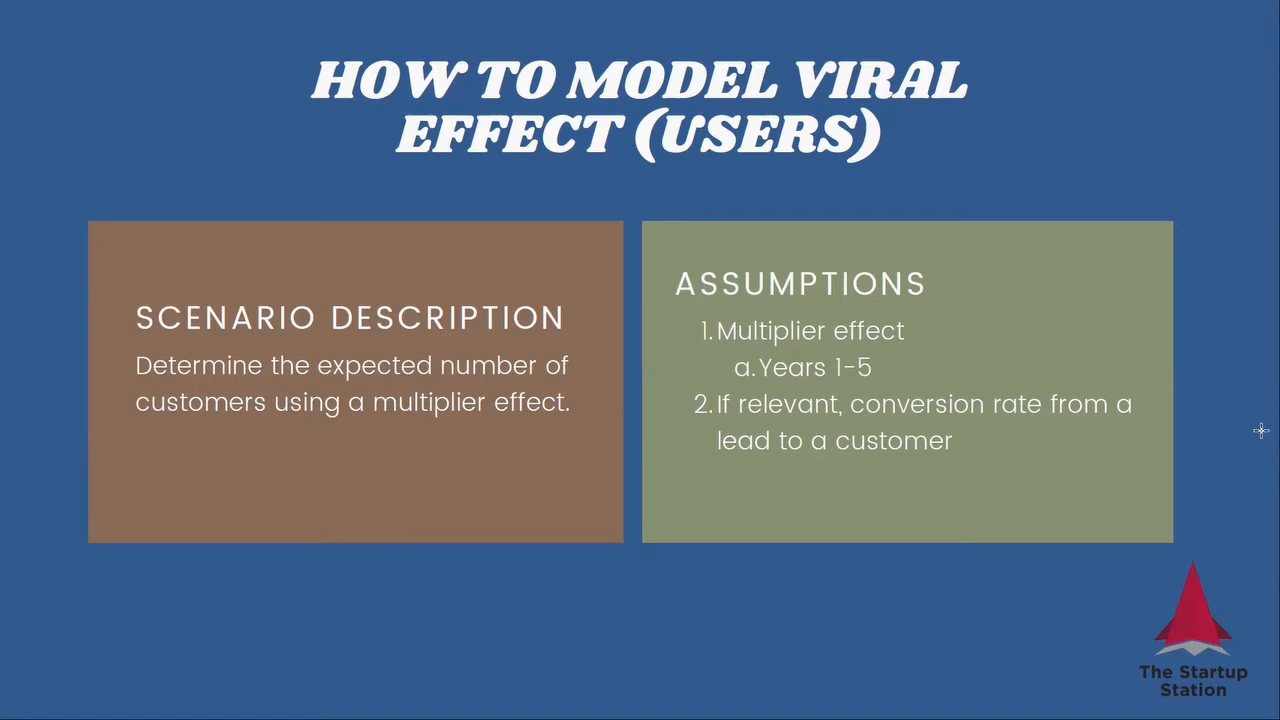 HOW TO MODEL VIRAL
EFFECT (USERS)
SCENARIO DESCRIPTION
Determine the expected number of
customers using a multiplier effect.
ASSUMPTIONS
1. Multiplier effect
a. Years 1-5
2. If relevant, conversion rate from a
lead to a customer
The Startup
Station